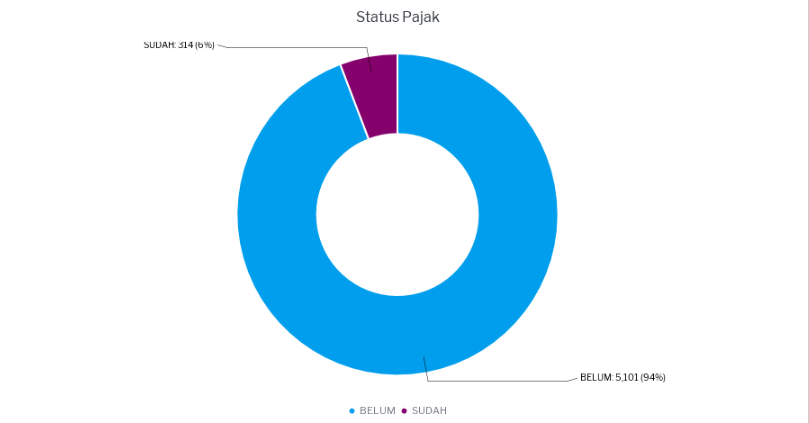 Status Pajak
SUDAH: 314 (6%)
BELUM: 5,101 (94%)
BELUM SUDAH